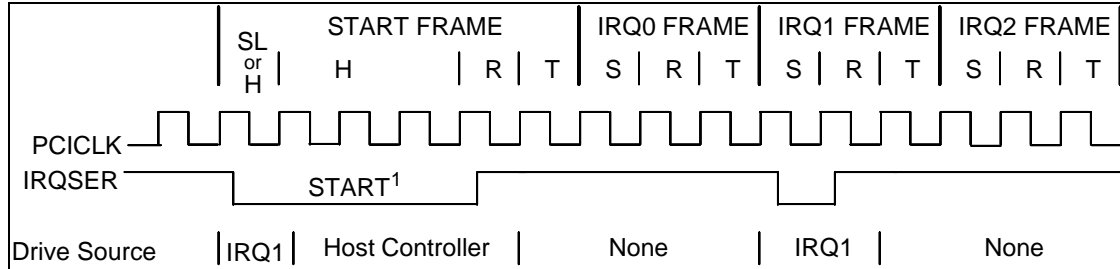 START FRAME IRQ0 FRAME IRQ1 FRAME IRQ2 FRAME
SL
or
H
H R T S R T S R T S R T
PCICLK
IRQSER
START1
Drive Source IRQ1 Host Controller None IRQ1 None